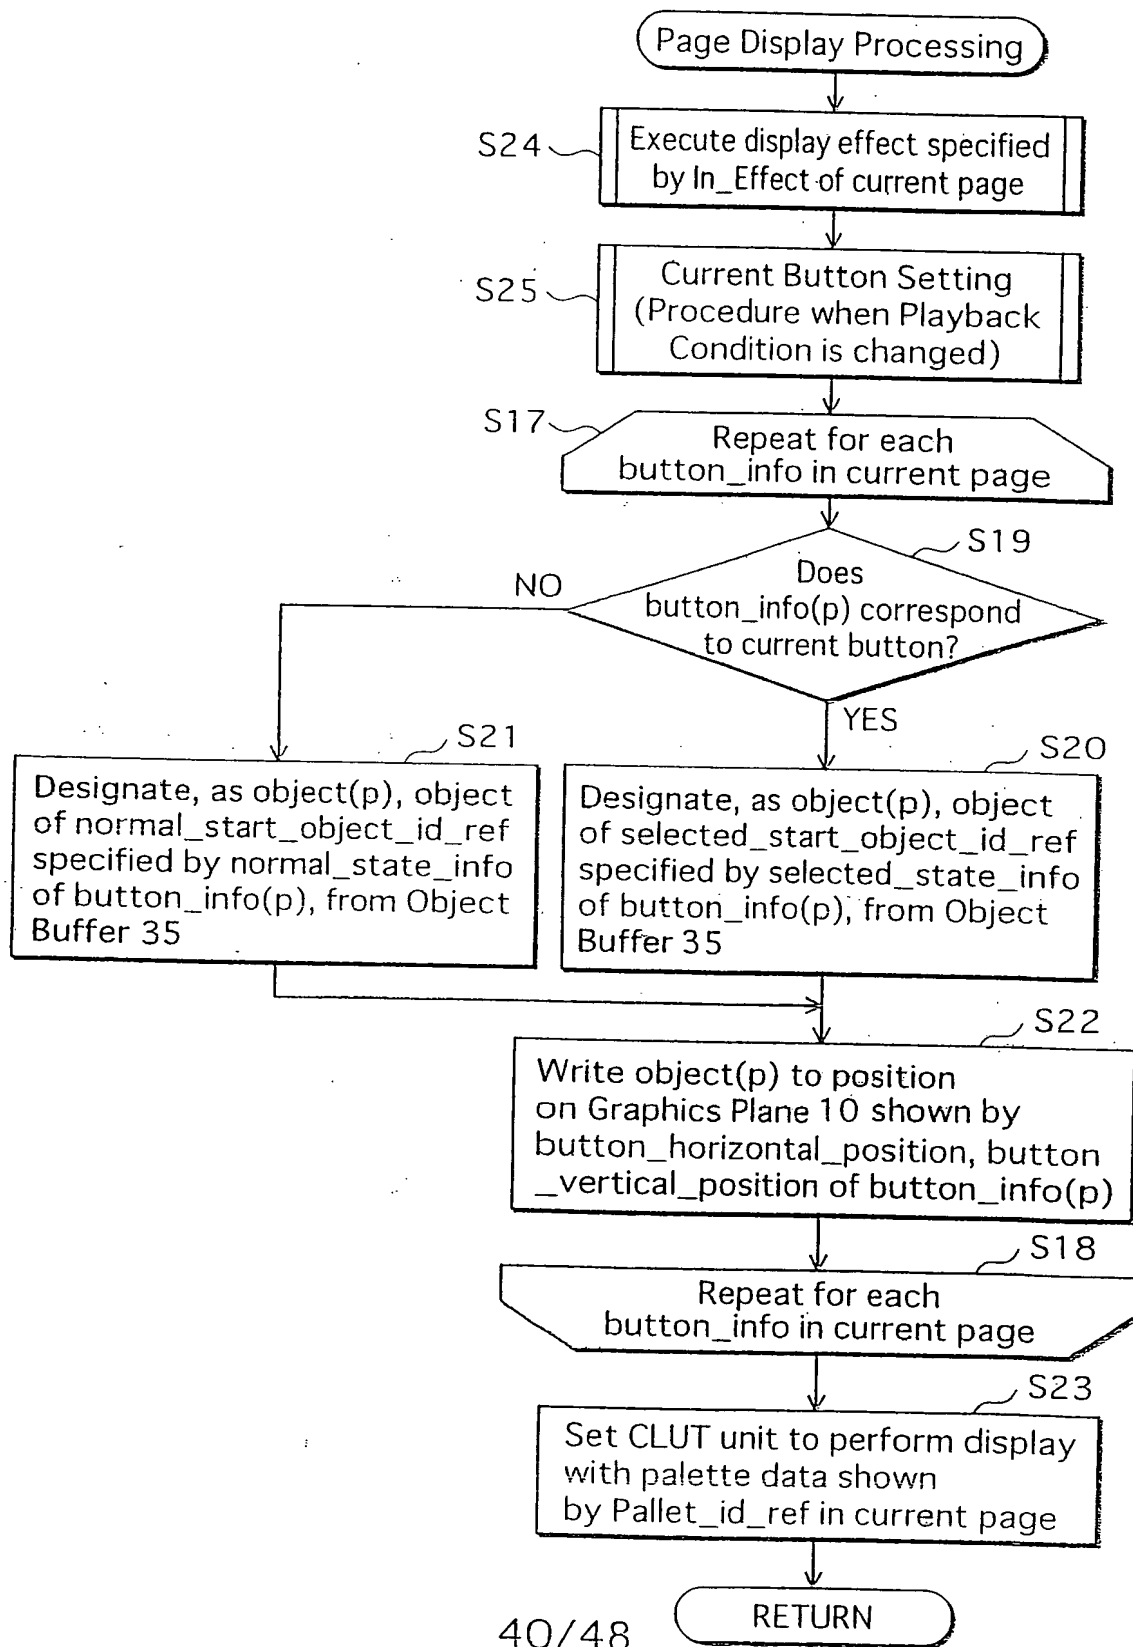 Page Display Processing
S24
Execute display effect specified
by In_Effect of current page
S25
Current Button Setting
(Procedure when Playback
Condition is changed)
S17
Repeat for each
button_info in current page
S19
Does
button_info(p) correspond
to current button?
NO
YES
S21
Designate, as object(p), object
of normal_start_object_id_ref
specified by normal_state_info
of button_info(p), from Object
Buffer 35
S20
Designate, as object(p), object
of selected_start_object_id_ref
specified by selected_state_info
of button_info(p), from Object
Buffer 35
S22
Write object(p) to position
on Graphics Plane 10 shown by
button_horizontal_position, button
_vertical_position of button_info(p)
S18
Repeat for each
button_info in current page
S23
Set CLUT unit to perform display
with palette data shown
by Pallet_id_ref in current page
RETURN
40/48